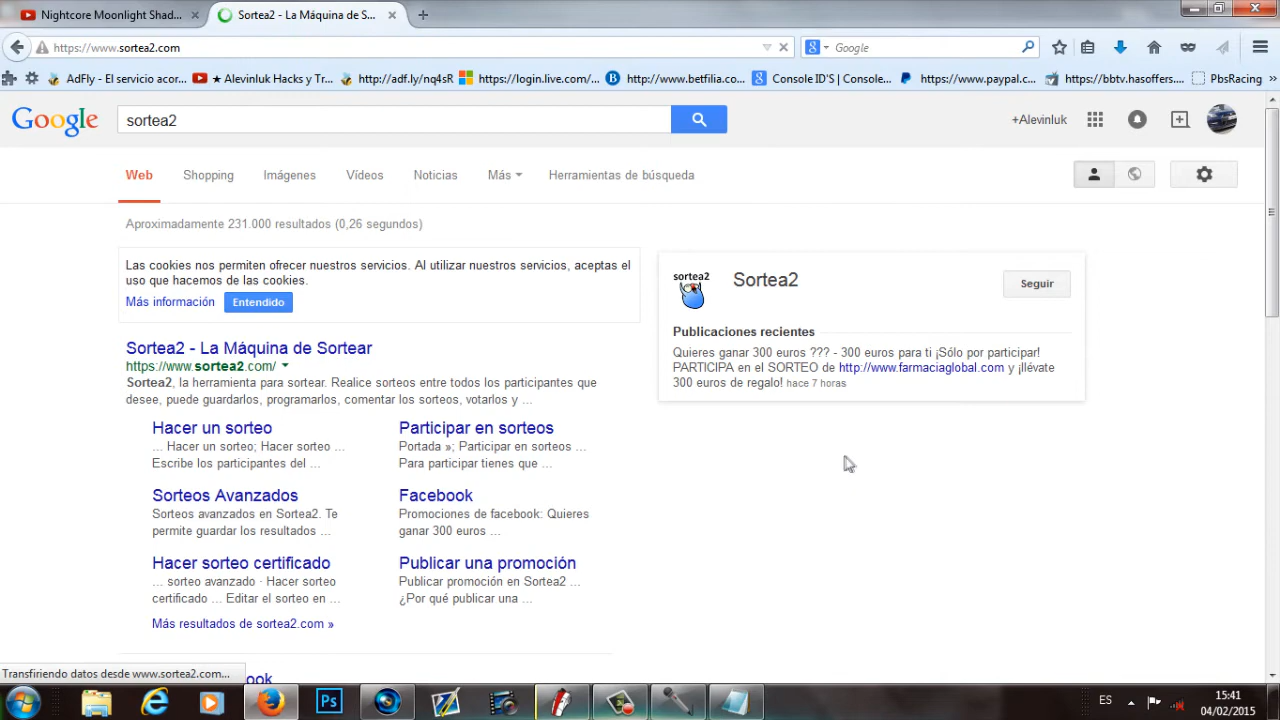 Nightcore Moonlight Shad...
Sortea2 - La Máquina de S...
https://www.sortea2.com
Google
AdFly - El servicio acor...
★ Alevinluk Hacks y Tr...
http://adf.ly/nq4sR
https://login.live.com/...
http://www.betfilia.co...
Console ID'S | Console...
https://www.paypal.c...
https://bbtv.hasoffers....
PbsRacing
Google
sortea2
+Alevinluk
Web
Shopping
Imágenes
Vídeos
Noticias
Más
Herramientas de búsqueda
Aproximadamente 231.000 resultados (0,26 segundos)
Las cookies nos permiten ofrecer nuestros servicios. Al utilizar nuestros servicios, aceptas el
uso que hacemos de las cookies.
Más información
Entendido
Sortea2 - La Máquina de Sortear
https://www.sortea2.com/
Sortea2, la herramienta para sortear. Realice sorteos entre todos los participantes que
desee, puede guardarlos, programarlos, comentar los sorteos, votarlos y ...
Hacer un sorteo
... Hacer un sorteo; Hacer sorteo ...
Escribe los participantes del ...
Participar en sorteos
Portada »; Participar en sorteos ...
Para participar tienes que ...
Sorteos Avanzados
Sorteos avanzados en Sortea2. Te
permite guardar los resultados ...
Facebook
Promociones de facebook: Quieres
ganar 300 euros ...
Hacer sorteo certificado
... sorteo avanzado · Hacer sorteo
certificado ... Editar el sorteo en ...
Publicar una promoción
Publicar promoción en Sortea2 ...
¿Por qué publicar una ...
Más resultados de sortea2.com »
sortea2
Sortea2
Seguir
Publicaciones recientes
Quieres ganar 300 euros ??? - 300 euros para ti ¡Sólo por participar!
PARTICIPA en el SORTEO de http://www.farmaciaglobal.com y ¡llévate
300 euros de regalo! hace 7 horas
Transfiriendo datos desde www.sortea2.com...
ook
Ps
ES
15:41
04/02/2015